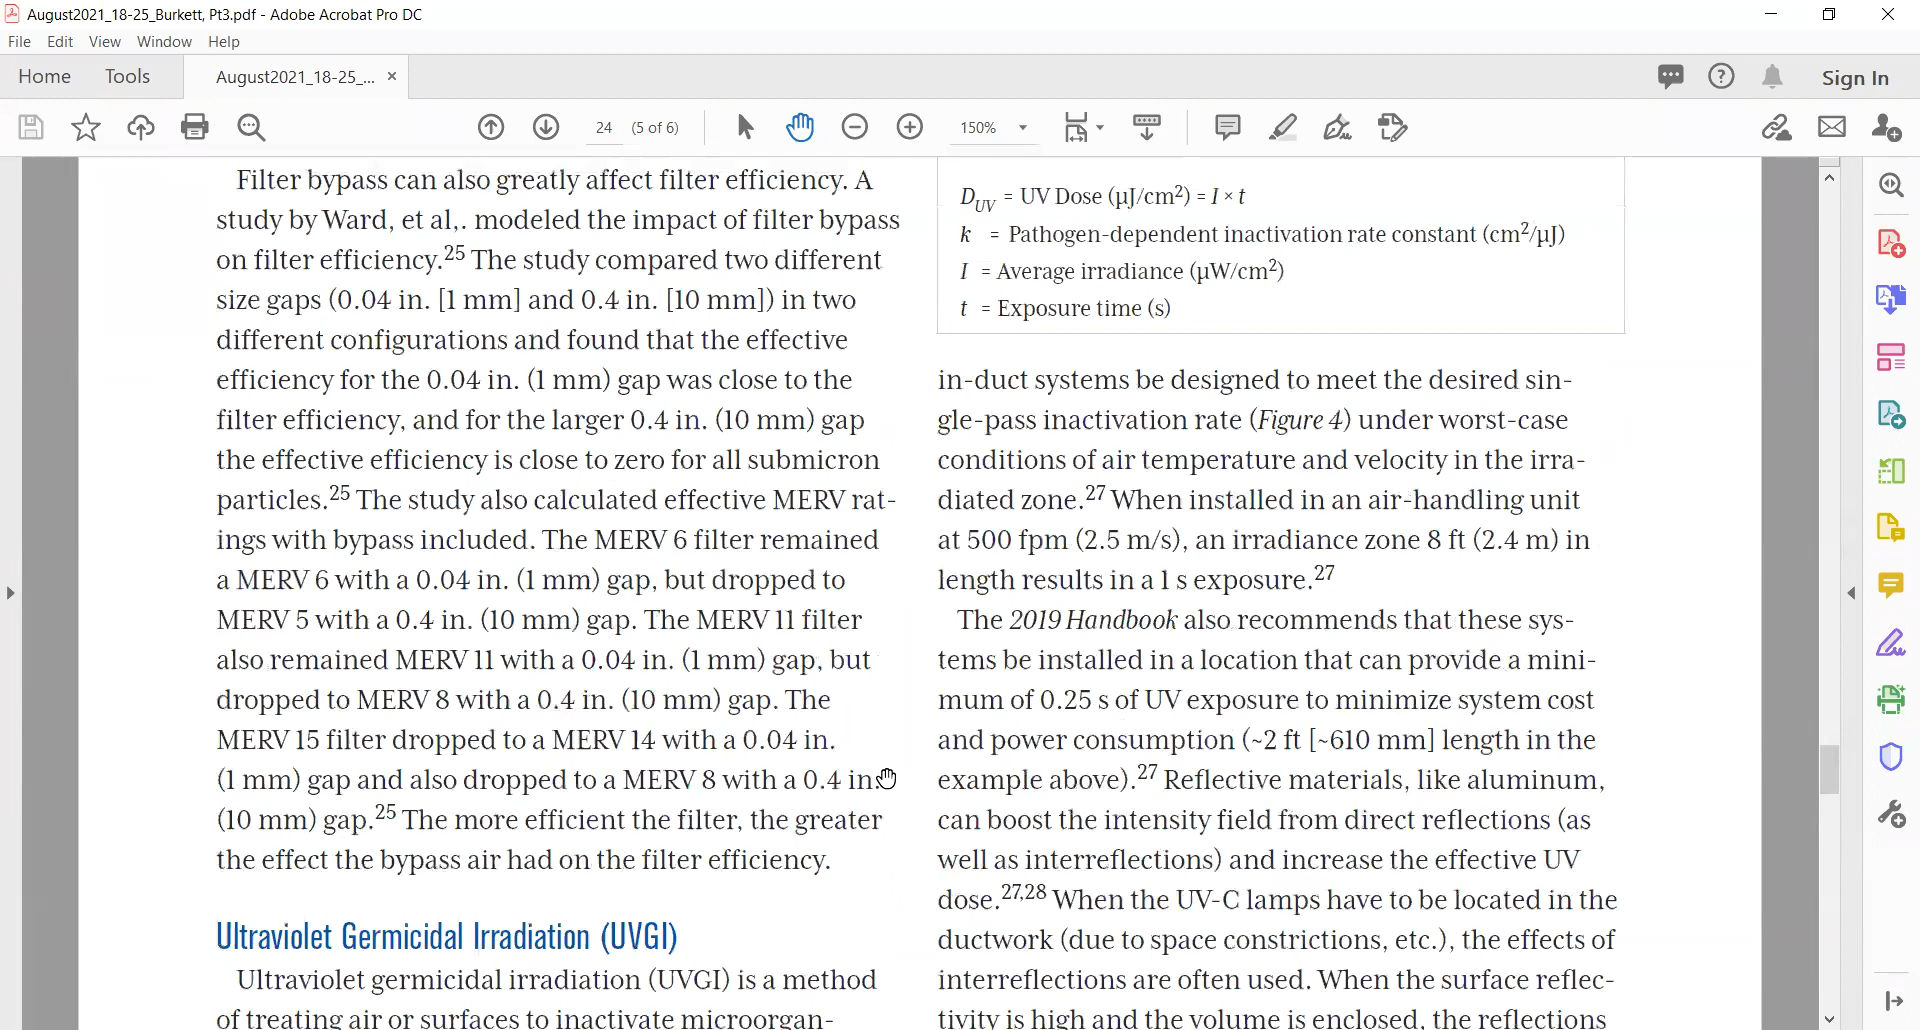 August2021_18-25_Burkett, Pt3.pdf - Adobe Acrobat Pro DC
File Edit View Window Help
Home Tools August2021_18-25_... × Sign In
24 (5 of 6) 150%
Filter bypass can also greatly affect filter efficiency. A
study by Ward, et al,. modeled the impact of filter bypass
on filter efficiency.25 The study compared two different
size gaps (0.04 in. [1 mm] and 0.4 in. [10 mm]) in two
different configurations and found that the effective
efficiency for the 0.04 in. (1 mm) gap was close to the
filter efficiency, and for the larger 0.4 in. (10 mm) gap
the effective efficiency is close to zero for all submicron
particles.25 The study also calculated effective MERV rat-
ings with bypass included. The MERV 6 filter remained
a MERV 6 with a 0.04 in. (1 mm) gap, but dropped to
MERV 5 with a 0.4 in. (10 mm) gap. The MERV 11 filter
also remained MERV 11 with a 0.04 in. (1 mm) gap, but
dropped to MERV 8 with a 0.4 in. (10 mm) gap. The
MERV 15 filter dropped to a MERV 14 with a 0.04 in.
(1 mm) gap and also dropped to a MERV 8 with a 0.4 in.
(10 mm) gap.25 The more efficient the filter, the greater
the effect the bypass air had on the filter efficiency.
Ultraviolet Germicidal Irradiation (UVGI)
Ultraviolet germicidal irradiation (UVGI) is a method
of treating air or surfaces to inactivate microorgan-
DUV = UV Dose (µJ/cm2) = I × t
k = Pathogen-dependent inactivation rate constant (cm2/µJ)
I = Average irradiance (µW/cm2)
t = Exposure time (s)
in-duct systems be designed to meet the desired sin-
gle-pass inactivation rate (Figure 4) under worst-case
conditions of air temperature and velocity in the irra-
diated zone.27 When installed in an air-handling unit
at 500 fpm (2.5 m/s), an irradiance zone 8 ft (2.4 m) in
length results in a 1 s exposure.27
The 2019 Handbook also recommends that these sys-
tems be installed in a location that can provide a mini-
mum of 0.25 s of UV exposure to minimize system cost
and power consumption (~2 ft [~610 mm] length in the
example above).27 Reflective materials, like aluminum,
can boost the intensity field from direct reflections (as
well as interreflections) and increase the effective UV
dose.27,28 When the UV-C lamps have to be located in the
ductwork (due to space constrictions, etc.), the effects of
interreflections are often used. When the surface reflec-
tivity is high and the volume is enclosed, the reflections